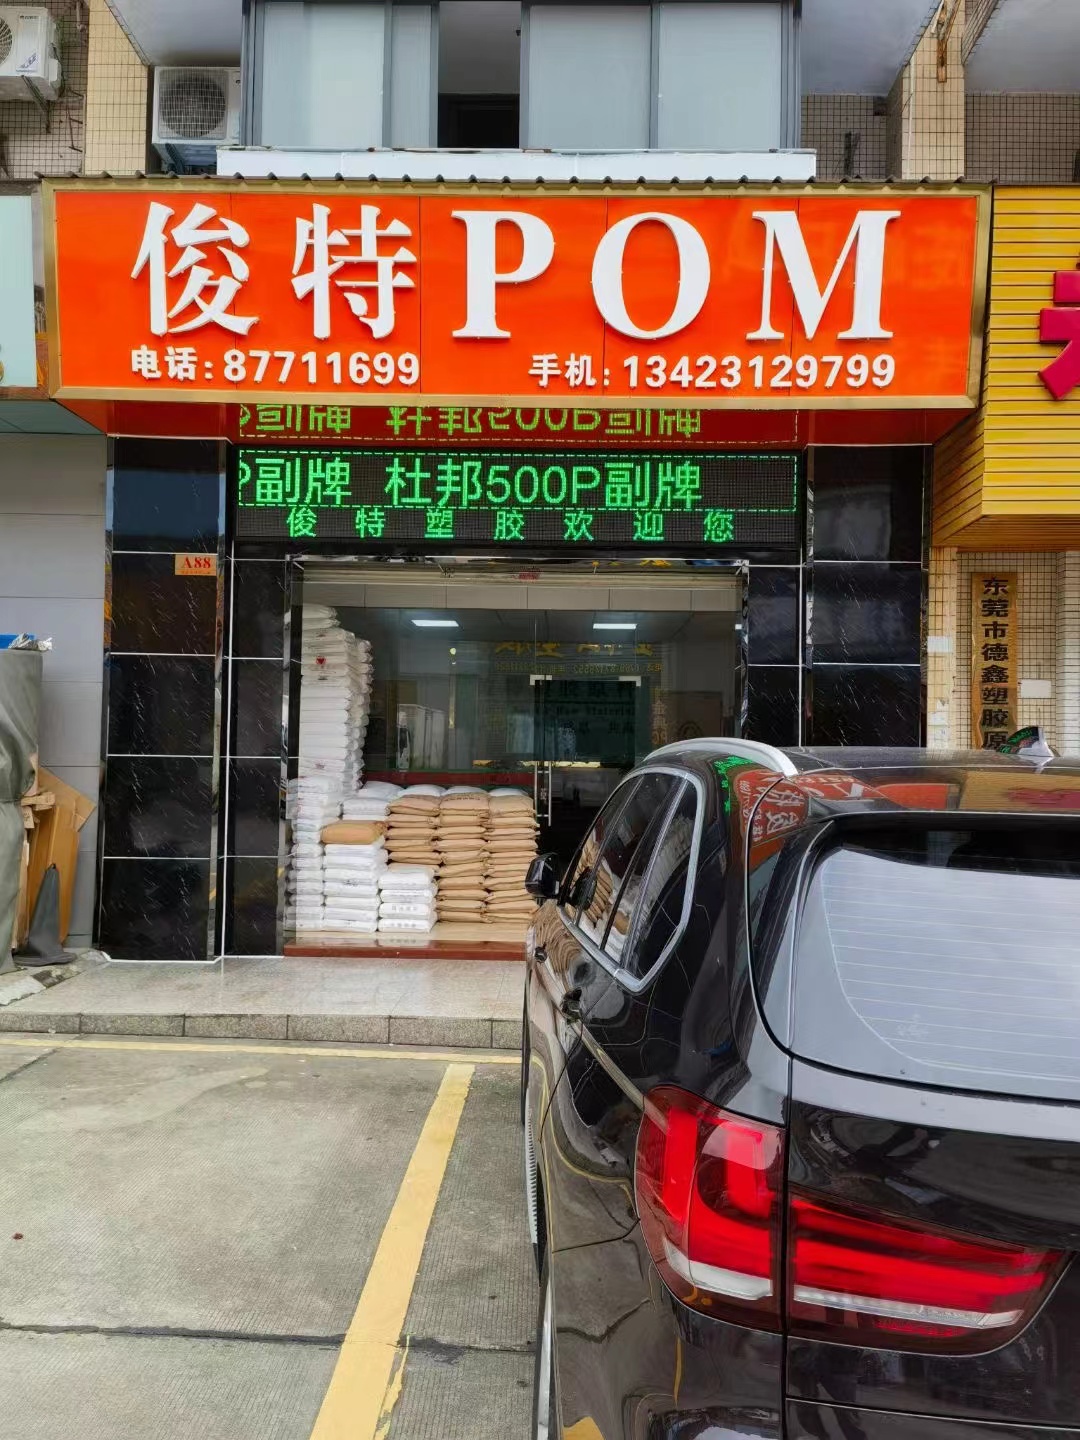 俊特POM
电话:87711699
手机:13423129799
P副牌 杜邦500P副牌
俊特塑胶欢迎您
A88
东莞市德鑫塑胶原